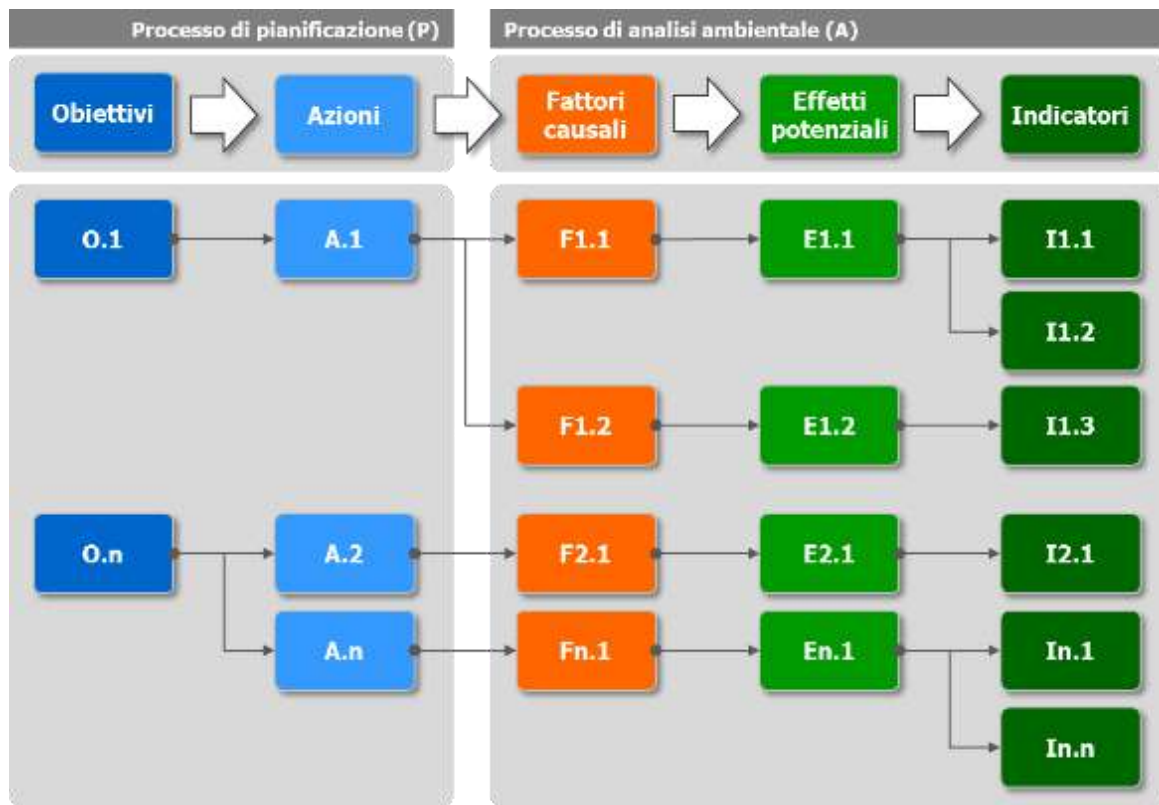 Processo di pianificazione (P)
Processo di analisi ambientale (A)
Obiettivi
Azioni
Fattori
causali
Effetti
potenziali
Indicatori
O.1
A.1
F1.1
E1.1
I1.1
I1.2
F1.2
E1.2
I1.3
O.n
A.2
F2.1
E2.1
I2.1
A.n
Fn.1
En.1
In.1
In.n